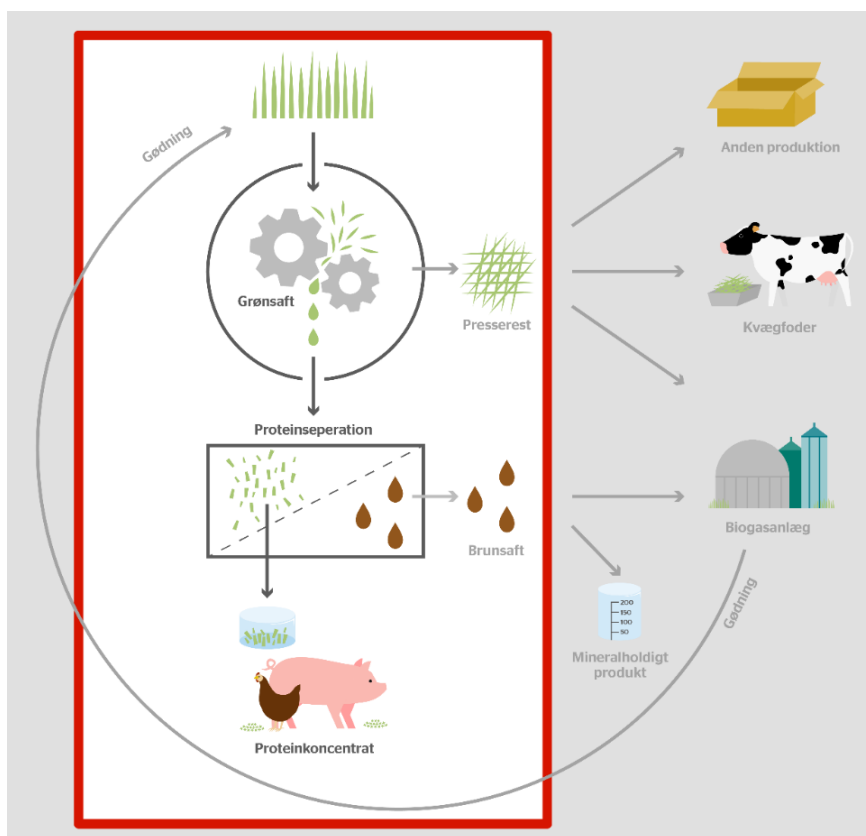 Gødning
Anden produktion
Grønsaft
Presserest
Kvægfoder
Proteinseperation
Brunsaft
Biogasanlæg
200
150
100
50
Mineralholdigt
produkt
Gødning
Proteinkoncentrat